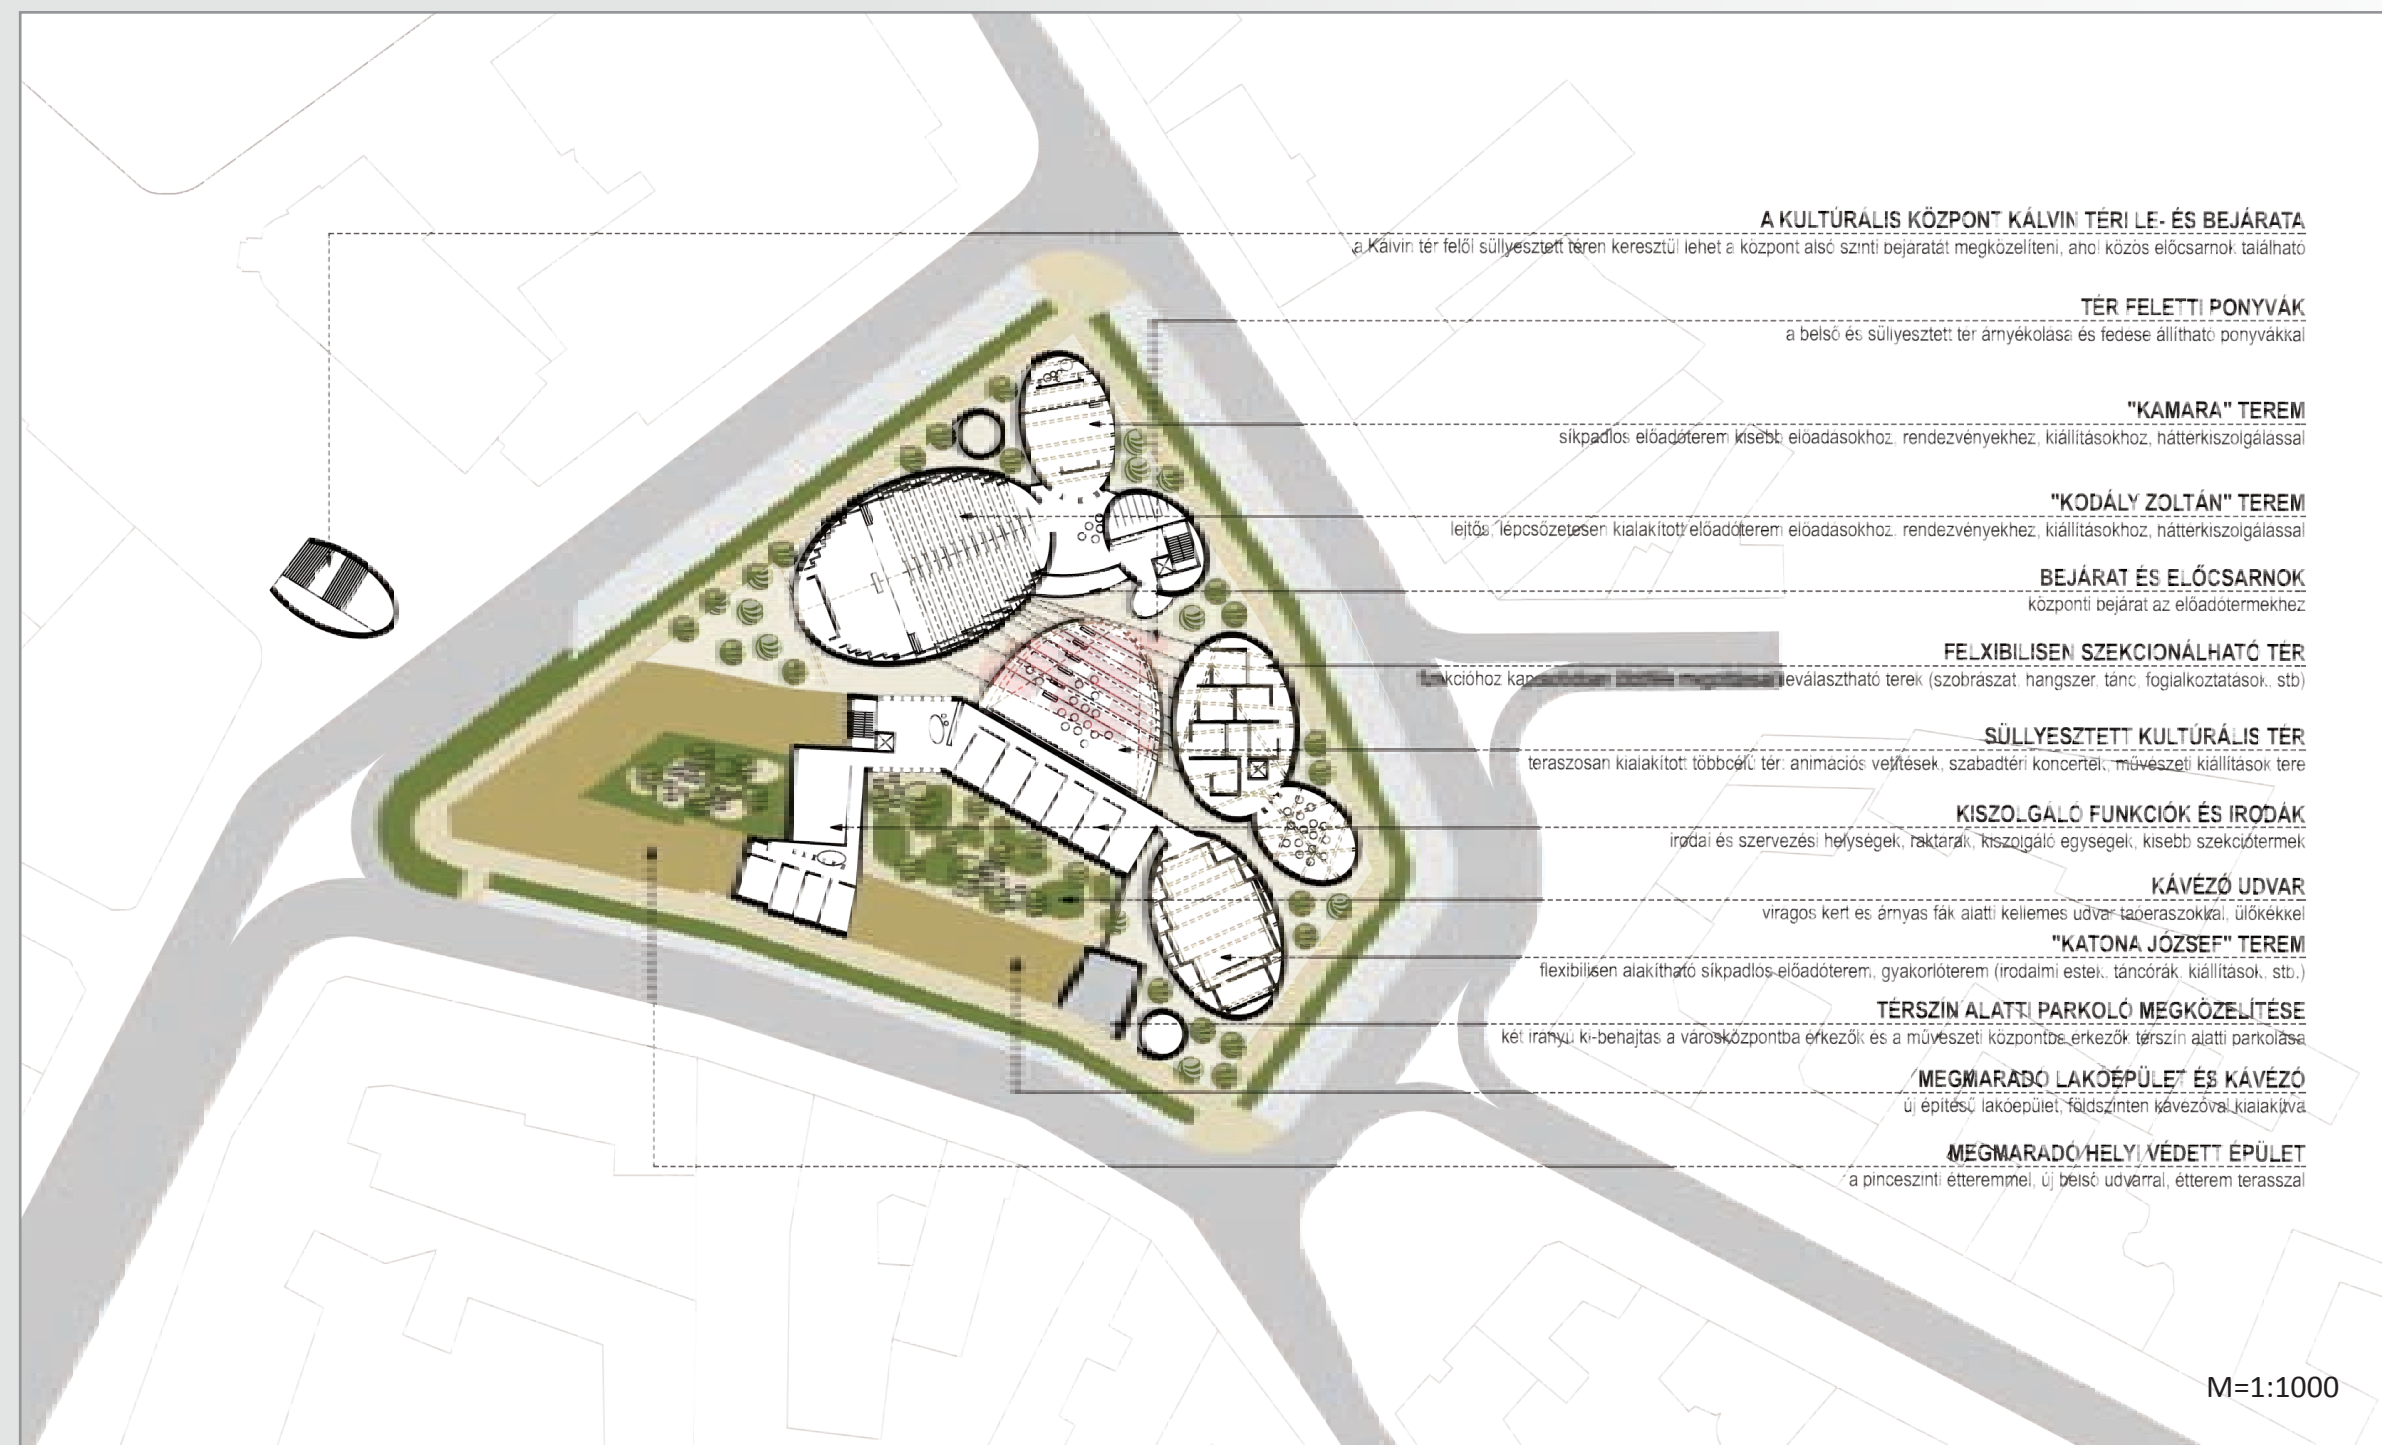 A KULTÚRÁLIS KÖZPONT KÁLVIN TÉRI LE- ÉS BEJÁRATA
a Kálvin tér felől süllyesztett téren keresztül lehet a központ alsó szinti bejáratát megközelíteni, ahol közös előcsarnok található
TÉR FELETTI PONYVÁK
a belső és süllyesztett tér árnyékolása és fedese állítható ponyvákkal
"KAMARA" TEREM
síkpadlós előadóterem kisebb előadásokhoz, rendezvényekhez, kiállításokhoz, háttérkiszolgálással
"KODÁLY ZOLTÁN" TEREM
lejtős, lépcsőzetesen kialakított előadóterem előadásokhoz, rendezvényekhez, kiállításokhoz, háttérkiszolgálással
BEJÁRAT ÉS ELŐCSARNOK
központi bejárat az előadótermekhez
FELXIBILISEN SZEKCIONÁLHATÓ TÉR
leválasztható terek (szobrászat, hangszer, tánc, foglalkoztatások, stb)
SÜLLYESZTETT KULTÚRÁLIS TÉR
teraszosan kialakított többcélú tér: animációs vetítések, szabadtéri koncertek, művészeti kiállítások tere
KISZOLGÁLÓ FUNKCIÓK ÉS IRODÁK
irodai és szervezési helységek, raktárak, kiszolgáló egységek, kisebb szekciótermek
KÁVÉZÓ UDVAR
viragos kert es árnyas fák alatti kellemes udvar taöeraszokkal, ülőkékkel
"KATONA JÓZSEF" TEREM
flexibilisen alakítható síkpadlós előadóterem, gyakorlóterem (irodalmi estek, táncórák, kiállítások, stb.)
TÉRSZÍN ALATTI PARKOLÓ MEGKÖZELÍTÉSE
két irányú ki-behajtas a városközpontba érkezők és a művészeti központba érkezők térszín alatti parkolása
MEGMARADÓ LAKÓÉPÜLET ÉS KÁVÉZÓ
új építésű lakóepület, földszinten kávézóval kialakítva
MEGMARADÓ HELYI VÉDETT ÉPÜLET
a pinceszinti étteremmel, új belső udvarral, étterem terasszal
M=1:1000